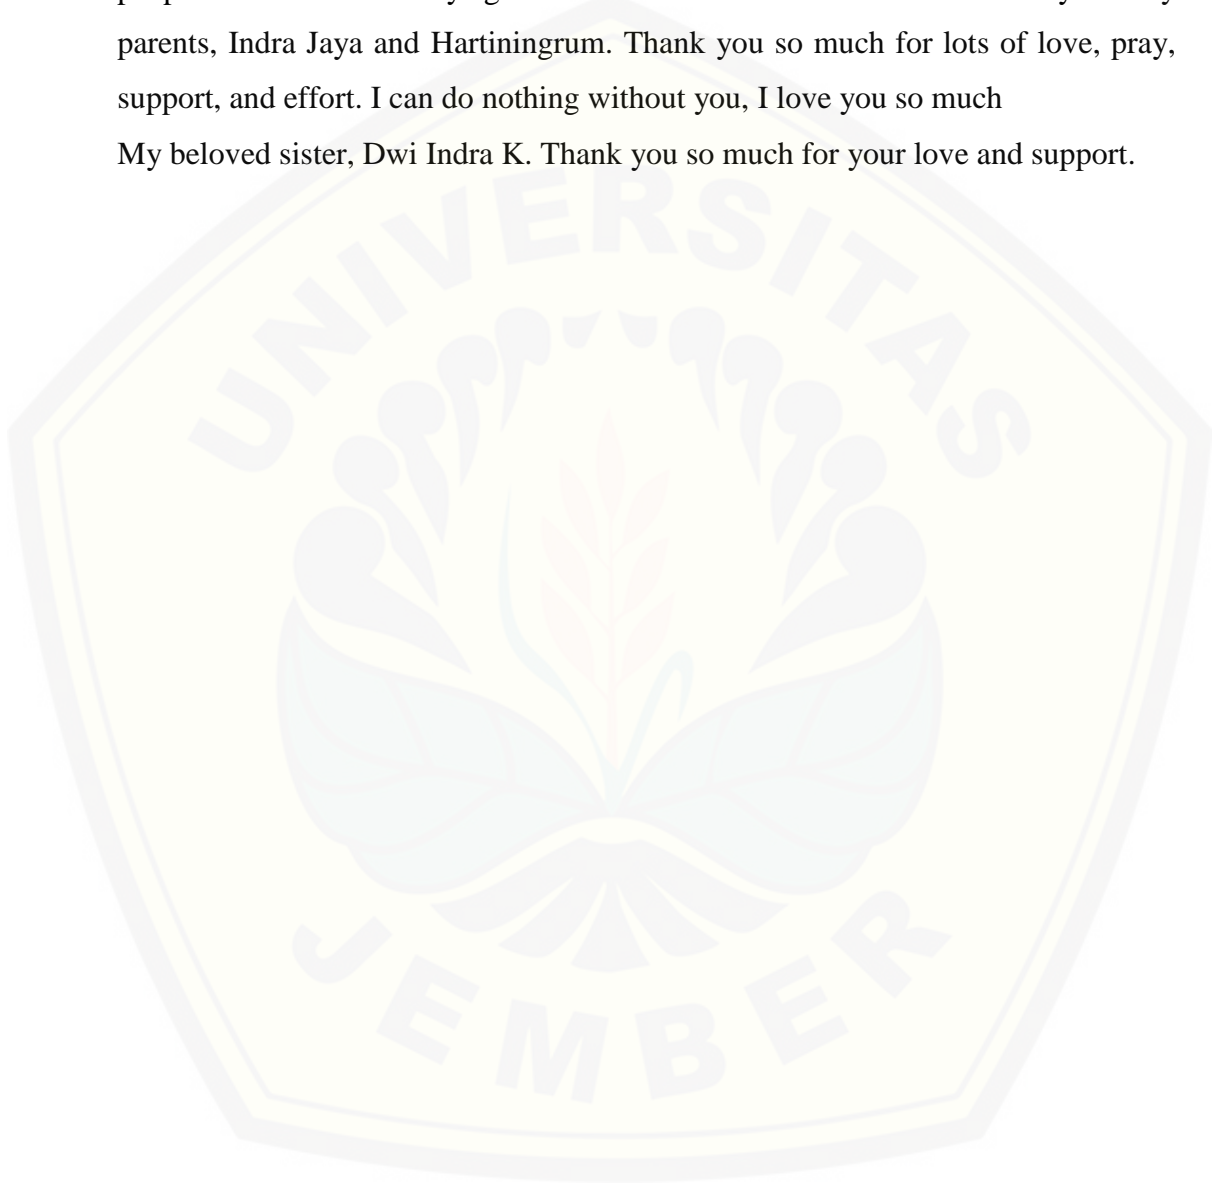 parents, Indra Jaya and Hartiningrum. Thank you so much for lots of love, pray,
support, and effort. I can do nothing without you, I love you so much
My beloved sister, Dwi Indra K. Thank you so much for your love and support.
UNIVERSITAS
JEMBER